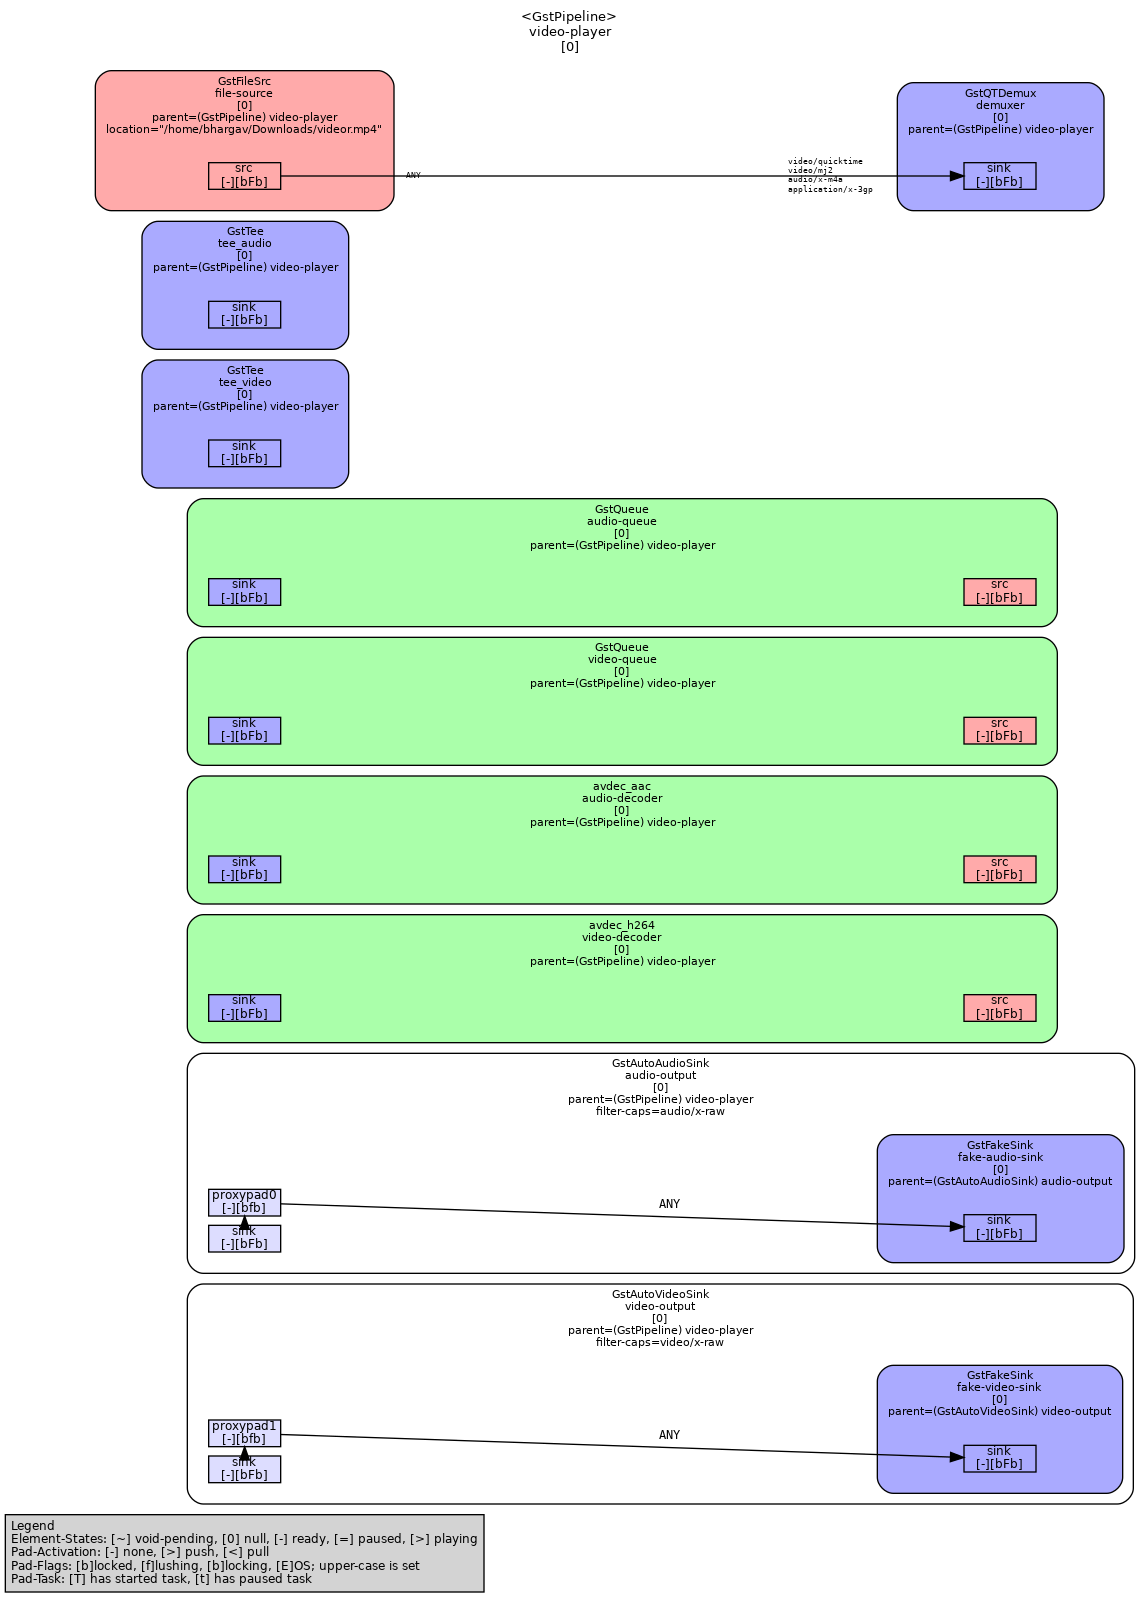 <GstPipeline>
video-player
[0]
GstFileSrc
file-source
[0]
parent=(GstPipeline) video-player
location="/home/bhargav/Downloads/videor.mp4"
src
[-][bFb]
ANY
video/quicktime
video/mj2
audio/x-m4a
application/x-3gp
GstQTDemux
demuxer
[0]
parent=(GstPipeline) video-player
sink
[-][bFb]
GstTee
tee_audio
[0]
parent=(GstPipeline) video-player
sink
[-][bFb]
GstTee
tee_video
[0]
parent=(GstPipeline) video-player
sink
[-][bFb]
GstQueue
audio-queue
[0]
parent=(GstPipeline) video-player
sink
[-][bFb]
src
[-][bFb]
GstQueue
video-queue
[0]
parent=(GstPipeline) video-player
sink
[-][bFb]
src
[-][bFb]
avdec_aac
audio-decoder
[0]
parent=(GstPipeline) video-player
sink
[-][bFb]
src
[-][bFb]
avdec_h264
video-decoder
[0]
parent=(GstPipeline) video-player
sink
[-][bFb]
src
[-][bFb]
GstAutoAudioSink
audio-output
[0]
parent=(GstPipeline) video-player
filter-caps=audio/x-raw
proxypad0
[-][bfb]
sink
[-][bFb]
ANY
GstFakeSink
fake-audio-sink
[0]
parent=(GstAutoAudioSink) audio-output
sink
[-][bFb]
GstAutoVideoSink
video-output
[0]
parent=(GstPipeline) video-player
filter-caps=video/x-raw
proxypad1
[-][bfb]
sink
[-][bFb]
ANY
GstFakeSink
fake-video-sink
[0]
parent=(GstAutoVideoSink) video-output
sink
[-][bFb]
Legend
Element-States: [~] void-pending, [0] null, [-] ready, [=] paused, [>] playing
Pad-Activation: [-] none, [>] push, [<] pull
Pad-Flags: [b]locked, [f]lushing, [b]locking, [E]OS; upper-case is set
Pad-Task: [T] has started task, [t] has paused task